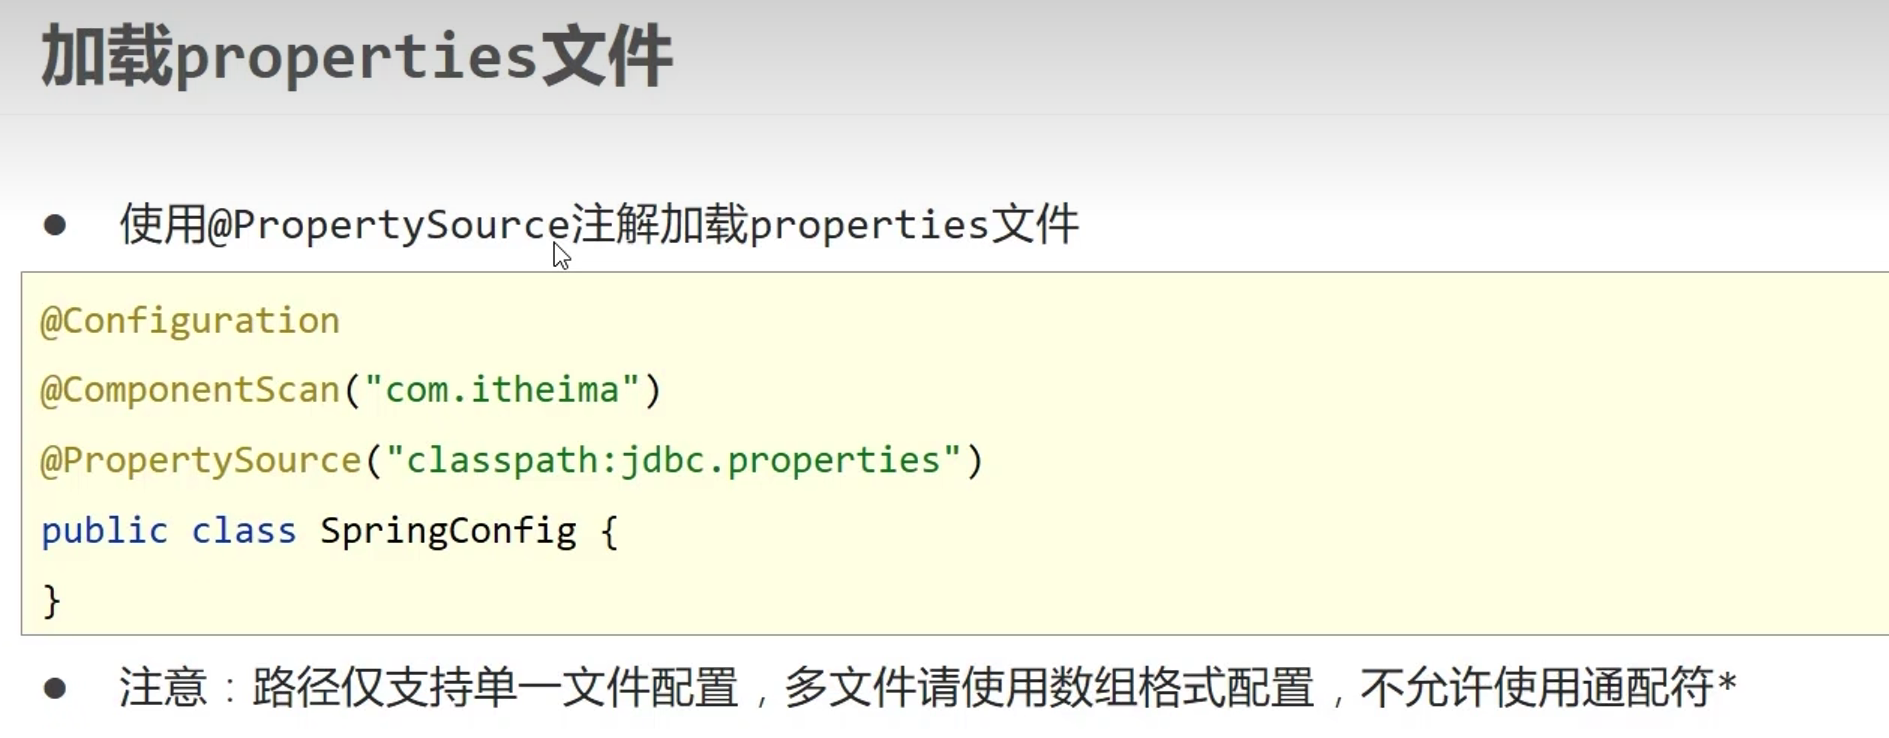 加载properties文件
● 使用@PropertySource注解加载properties文件
@Configuration
@ComponentScan("com.itheima")
@PropertySource("classpath:jdbc.properties")
public class SpringConfig {
}
● 注意：路径仅支持单一文件配置，多文件请使用数组格式配置，不允许使用通配符*